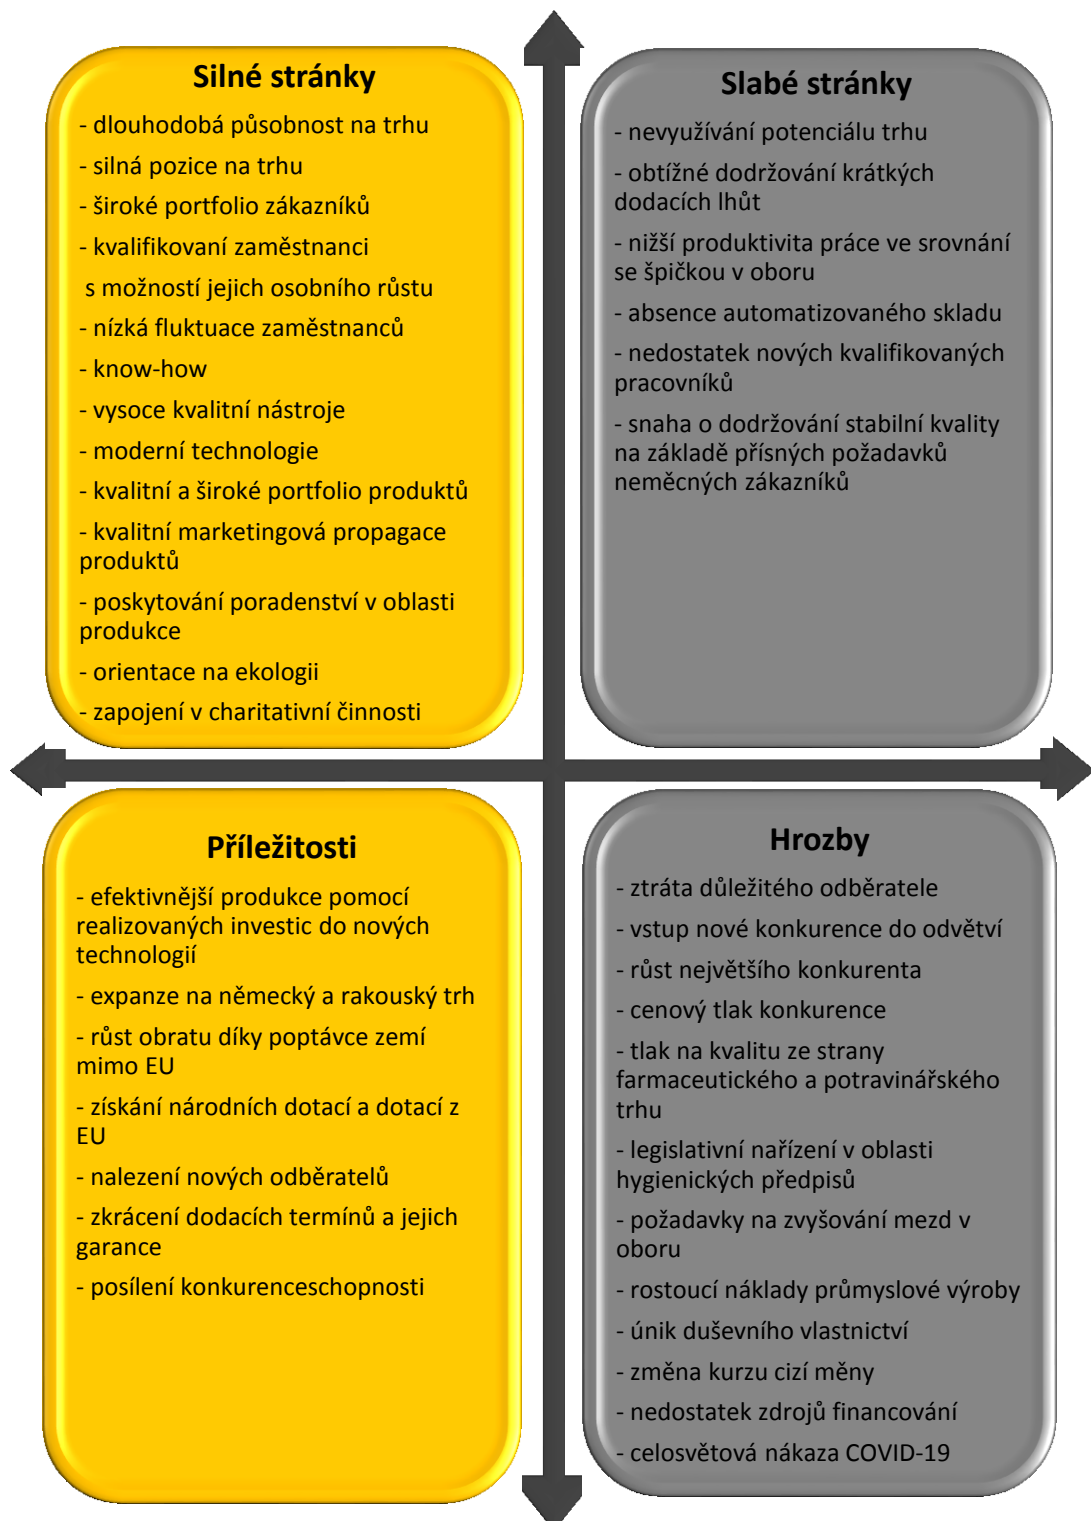 Silné stránky
- dlouhodobá působnost na trhu
- silná pozice na trhu
- široké portfolio zákazníků
- kvalifikovaní zaměstnanci
s možností jejich osobního růstu
- nízká fluktuace zaměstnanců
- know-how
- vysoce kvalitní nástroje
- moderní technologie
- kvalitní a široké portfolio produktů
- kvalitní marketingová propagace
produktů
- poskytování poradenství v oblasti
produkce
- orientace na ekologii
- zapojení v charitativní činnosti
Slabé stránky
- nevyužívání potenciálu trhu
- obtížné dodržování krátkých
dodacích lhůt
- nižší produktivita práce ve srovnání
se špičkou v oboru
- absence automatizovaného skladu
- nedostatek nových kvalifikovaných
pracovníků
- snaha o dodržování stabilní kvality
na základě přísných požadavků
neměcných zákazníků
Příležitosti
- efektivnější produkce pomocí
realizovaných investic do nových
technologií
- expanze na německý a rakouský trh
- růst obratu díky poptávce zemí
mimo EU
- získání národních dotací a dotací z
EU
- nalezení nových odběratelů
- zkrácení dodacích termínů a jejich
garance
- posílení konkurenceschopnosti
Hrozby
- ztráta důležitého odběratele
- vstup nové konkurence do odvětví
- růst největšího konkurenta
- cenový tlak konkurence
- tlak na kvalitu ze strany
farmaceutického a potravinářského
trhu
- legislativní nařízení v oblasti
hygienických předpisů
- požadavky na zvyšování mezd v
oboru
- rostoucí náklady průmyslové výroby
- únik duševního vlastnictví
- změna kurzu cizí měny
- nedostatek zdrojů financování
- celosvětová nákaza COVID-19